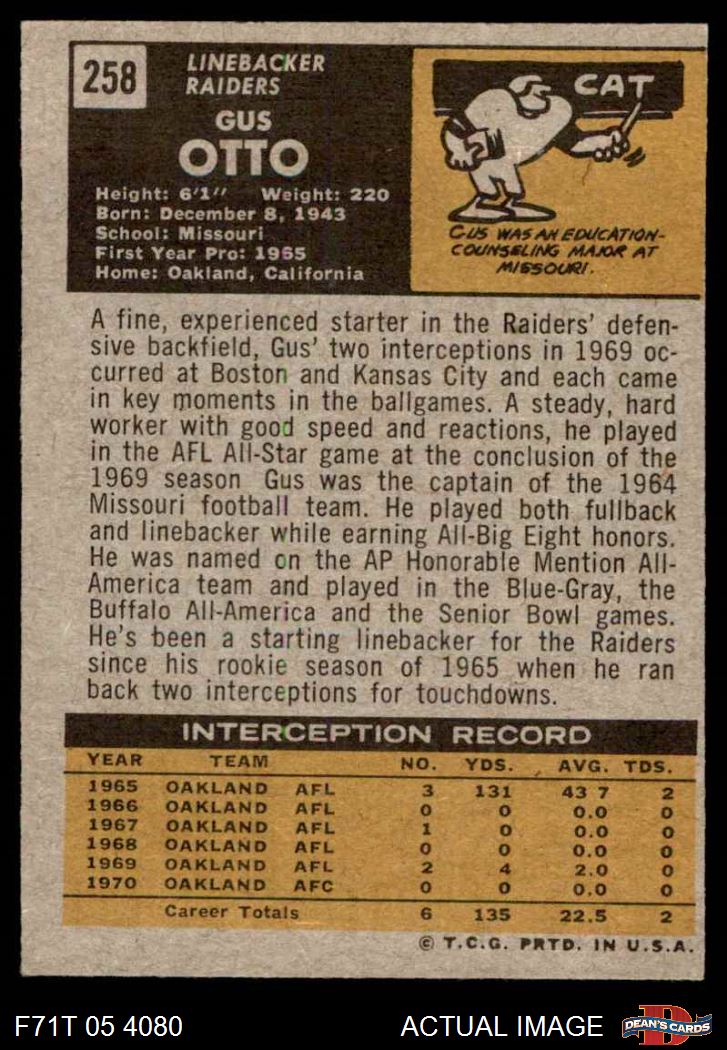 258
LINEBACKER
RAIDERS
GUS
OTTO
Height: 6'1" Weight: 220
Born: December 8, 1943
School: Missouri
First Year Pro: 1965
Home: Oakland, California
CAT
GUS WAS AN EDUCATION-
COUNSELING MAJOR AT
MISSOURI.
A fine, experienced starter in the Raiders' defen-
sive backfield, Gus' two interceptions in 1969 oc-
curred at Boston and Kansas City and each came
in key moments in the ballgames. A steady, hard
worker with good speed and reactions, he played
in the AFL All-Star game at the conclusion of the
1969 season Gus was the captain of the 1964
Missouri football team. He played both fullback
and linebacker while earning All-Big Eight honors.
He was named on the AP Honorable Mention All-
America team and played in the Blue-Gray, the
Buffalo All-America and the Senior Bowl games.
He's been a starting linebacker for the Raiders
since his rookie season of 1965 when he ran
back two interceptions for touchdowns.
INTERCEPTION RECORD
YEAR TEAM NO. YDS. AVG. TDS.
1965 OAKLAND AFL 3 131 43 7 2
1966 OAKLAND AFL 0 0 0.0 0
1967 OAKLAND AFL 1 0 0.0 0
1968 OAKLAND AFL 0 0 0.0 0
1969 OAKLAND AFL 2 4 2.0 0
1970 OAKLAND AFC 0 0 0.0 0
Career Totals 6 135 22.5 2
© T.C.G. PRTD. IN U.S.A.
F71T 05 4080 ACTUAL IMAGE
D
DEAN'S CARDS